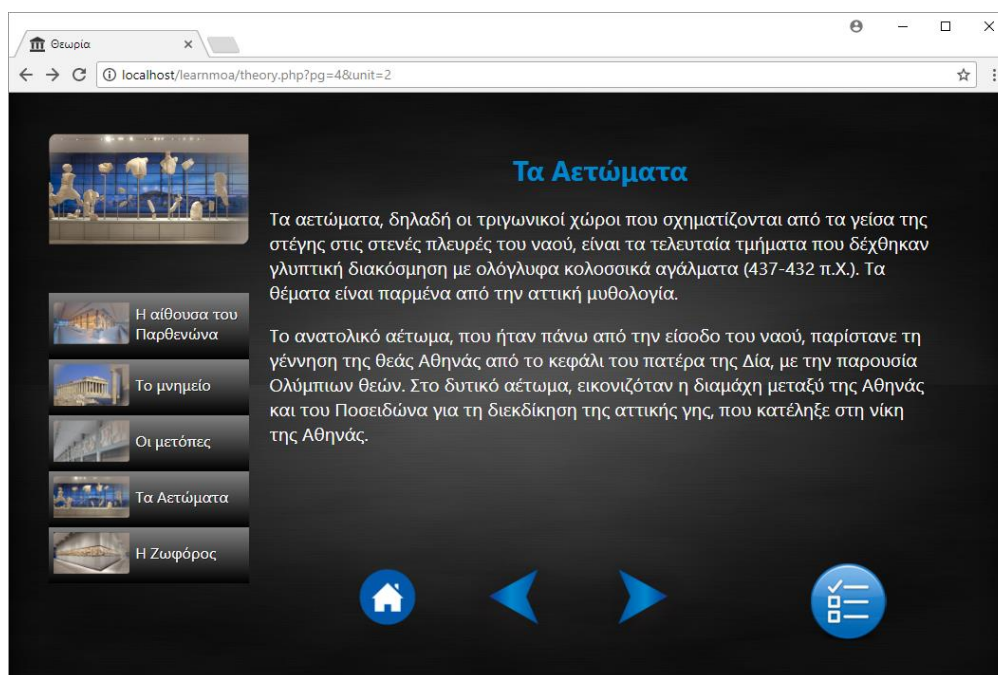 Θεωρία
localhost/learnmoa/theory.php?pg=4&unit=2
Τα Αετώματα
Τα αετώματα, δηλαδή οι τριγωνικοί χώροι που σχηματίζονται από τα γείσα της
στέγης στις στενές πλευρές του ναού, είναι τα τελευταία τμήματα που δέχθηκαν
γλυπτική διακόσμηση με ολόγλυφα κολοσσικά αγάλματα (437-432 π.Χ.). Τα
θέματα είναι παρμένα από την αττική μυθολογία.
Το ανατολικό αέτωμα, που ήταν πάνω από την είσοδο του ναού, παρίστανε τη
γέννηση της θεάς Αθηνάς από το κεφάλι του πατέρα της Δία, με την παρουσία
Ολύμπιων θεών. Στο δυτικό αέτωμα, εικονιζόταν η διαμάχη μεταξύ της Αθηνάς
και του Ποσειδώνα για τη διεκδίκηση της αττικής γης, που κατέληξε στη νίκη
της Αθηνάς.
Η αίθουσα του
Παρθενώνα
Το μνημείο
Οι μετόπες
Τα Αετώματα
Η Ζωφόρος